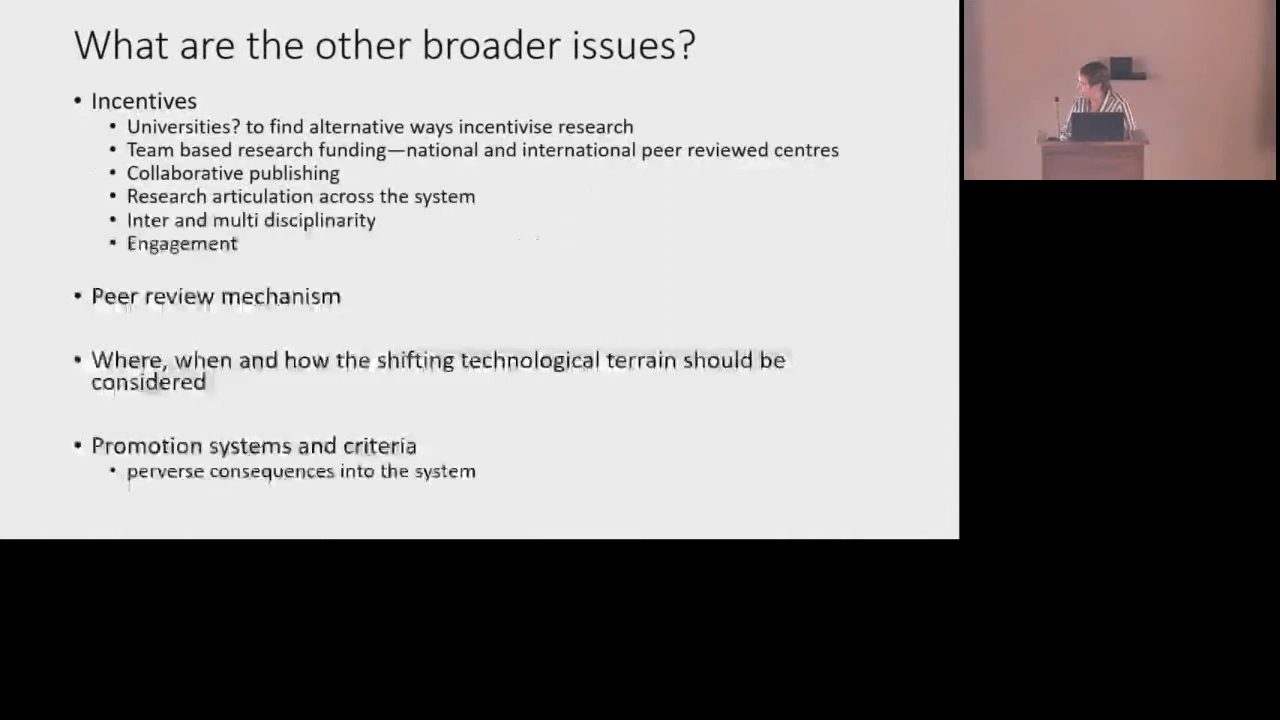 What are the other broader issues?
• Incentives
• Universities? to find alternative ways incentivise research
• Team based research funding—national and international peer reviewed centres
• Collaborative publishing
• Research articulation across the system
• Inter and multi disciplinarity
• Engagement
• Peer review mechanism
• Where, when and how the shifting technological terrain should be
considered
• Promotion systems and criteria
• perverse consequences into the system